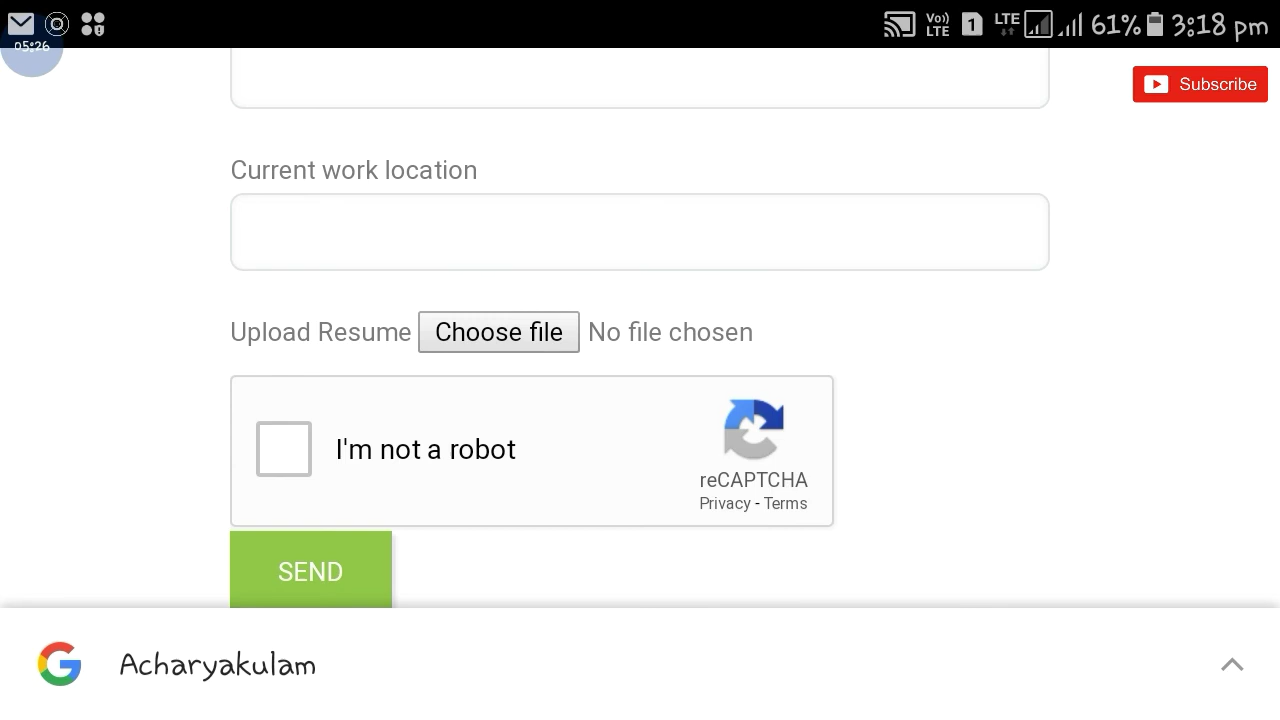 Vo)) LTE 1 LTE 61% 3:18 pm
05:26
Subscribe
Current work location
Upload Resume Choose file No file chosen
I'm not a robot
reCAPTCHA
Privacy - Terms
SEND
Acharyakulam